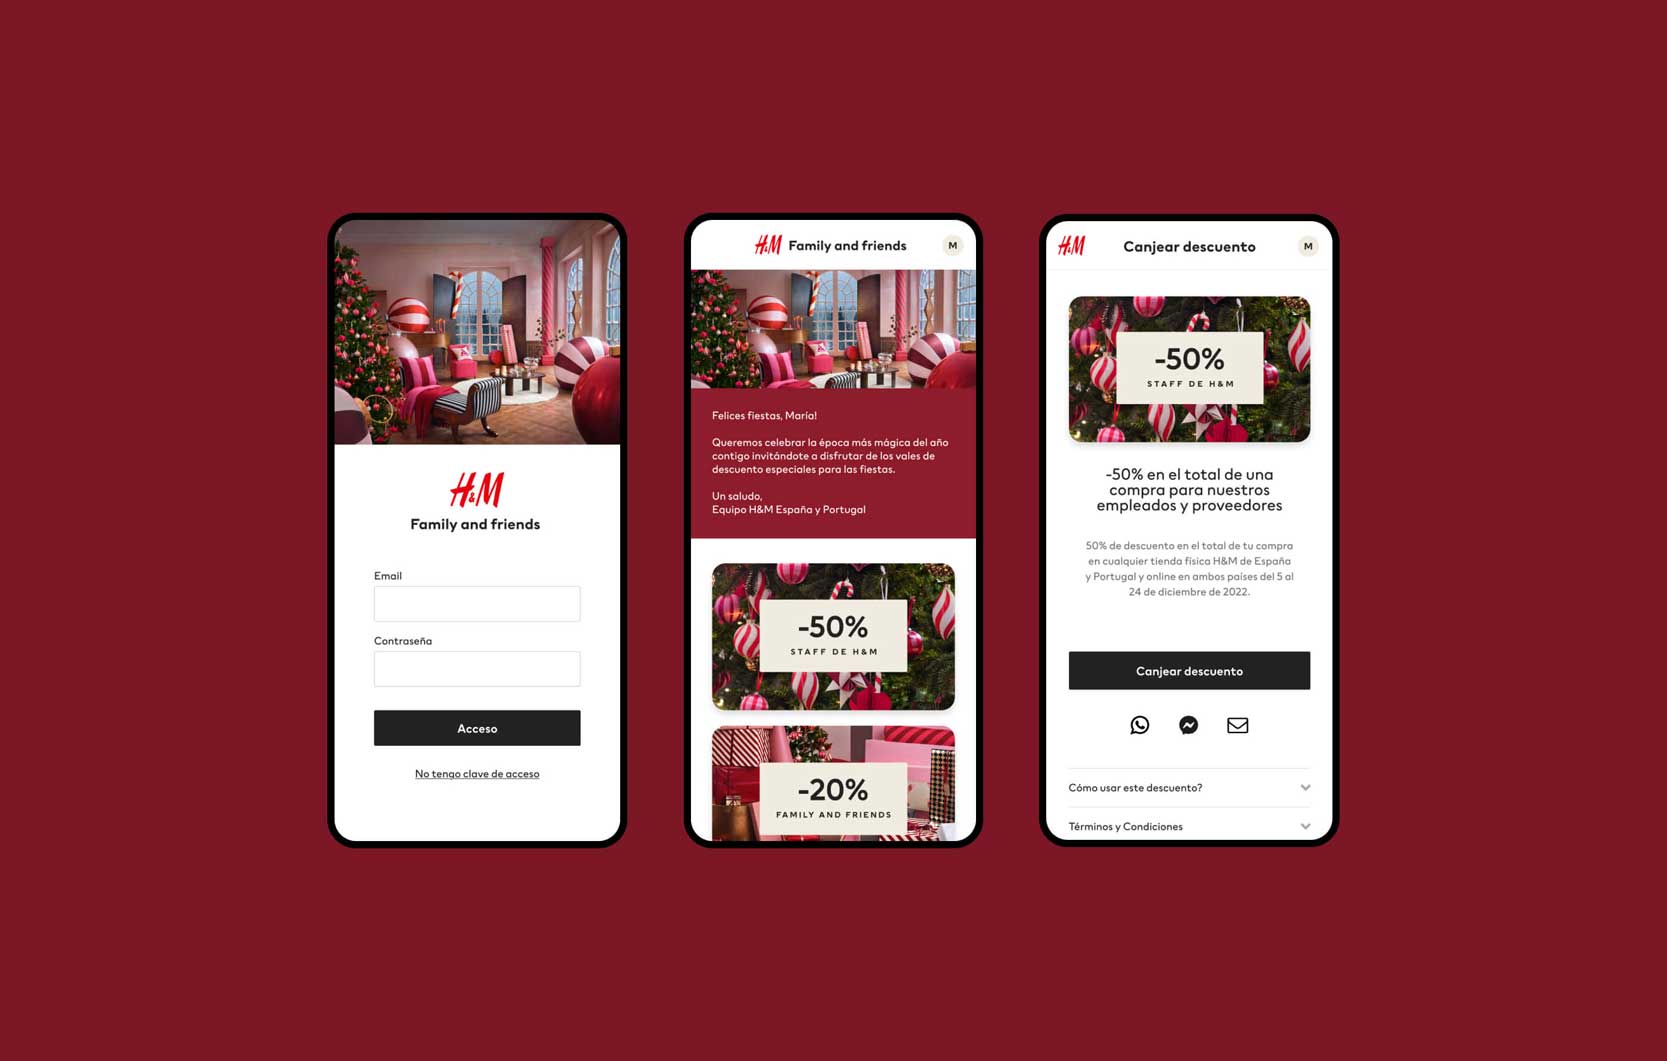 H&M
Family and friends
Email
Contraseña
Acceso
No tengo clave de acceso
H&M Family and friends
M
Felices fiestas, María!
Queremos celebrar la época más mágica del año
contigo invitándote a disfrutar de los vales de
descuento especiales para las fiestas.
Un saludo,
Equipo H&M España y Portugal
-50%
STAFF DE H&M
-20%
FAMILY AND FRIENDS
H&M
Canjear descuento
M
-50%
STAFF DE H&M
-50% en el total de una
compra para nuestros
empleados y proveedores
50% de descuento en el total de tu compra
en cualquier tienda física H&M de España
y Portugal y online en ambos países del 5 al
24 de diciembre de 2022.
Canjear descuento
Cómo usar este descuento?
Términos y Condiciones